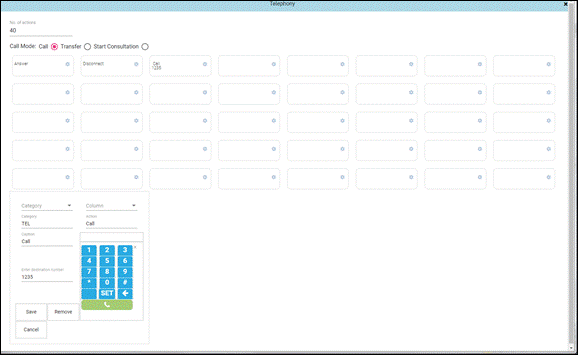 Telephony
No. of actions
40
Call Mode: Call Transfer Start Consultation
Answer Disconnect Call
1235
Category Column
Category Action
TEL Call
Caption
Call
1 2 3
4 5 6
7 8 9
* 0 #
SET
Enter destination number
1235
Save Remove
Cancel